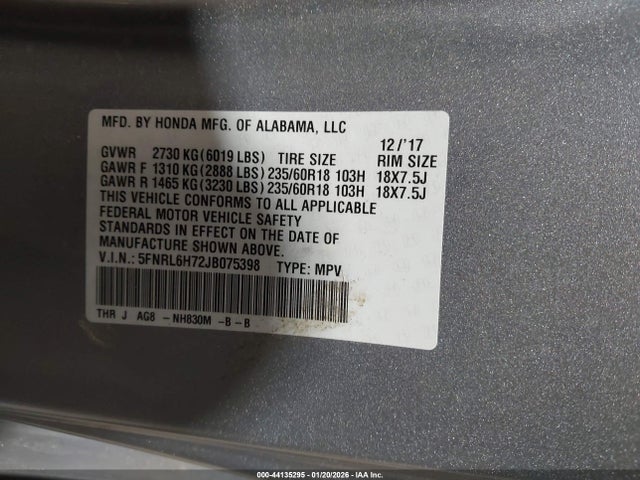 MFD. BY HONDA MFG. OF ALABAMA, LLC
12/'17
GVWR 2730 KG(6019 LBS) TIRE SIZE RIM SIZE
GAWR F 1310 KG(2888 LBS) 235/60R18 103H 18X7.5J
GAWR R 1465 KG(3230 LBS) 235/60R18 103H 18X7.5J
THIS VEHICLE CONFORMS TO ALL APPLICABLE
FEDERAL MOTOR VEHICLE SAFETY
STANDARDS IN EFFECT ON THE DATE OF
MANUFACTURE SHOWN ABOVE.
V.I.N.: 5FNRL6H72JB075398 TYPE: MPV
THR J AG8 - NH830M -B-B
000-44135295 - 01/20/2026 - IAA Inc.